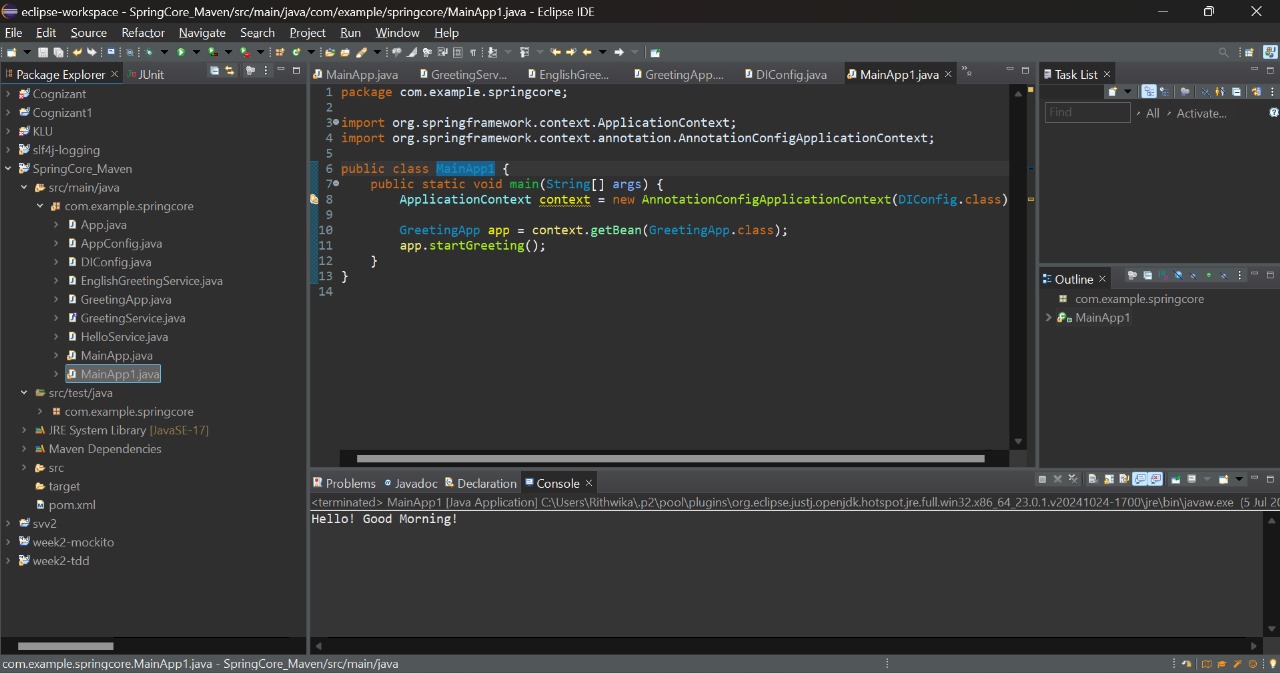 eclipse-workspace - SpringCore_Maven/src/main/java/com/example/springcore/MainApp1.java - Eclipse IDE
File Edit Source Refactor Navigate Search Project Run Window Help
Package Explorer JUnit
Cognizant
Cognizant1
KLU
slf4j-logging
SpringCore_Maven
src/main/java
com.example.springcore
App.java
AppConfig.java
DIConfig.java
EnglishGreetingService.java
GreetingApp.java
GreetingService.java
HelloService.java
MainApp.java
MainApp1.java
src/test/java
com.example.springcore
JRE System Library [JavaSE-17]
Maven Dependencies
src
target
pom.xml
svv2
week2-mockito
week2-tdd
MainApp.java GreetingServ... EnglishGree... GreetingApp.... DIConfig.java MainApp1.java
1 package com.example.springcore;
2
3 import org.springframework.context.ApplicationContext;
4 import org.springframework.context.annotation.AnnotationConfigApplicationContext;
5
6 public class MainApp1 {
7 public static void main(String[] args) {
8 ApplicationContext context = new AnnotationConfigApplicationContext(DIConfig.class)
9
10 GreetingApp app = context.getBean(GreetingApp.class);
11 app.startGreeting();
12 }
13 }
14
Task List
Find All Activate...
Outline
com.example.springcore
MainApp1
Problems Javadoc Declaration Console
<terminated> MainApp1 [Java Application] C:\Users\Rithwika\.p2\pool\plugins\org.eclipse.justj.openjdk.hotspot.jre.full.win32.x86_64_23.0.1.v20241024-1700\jre\bin\javaw.exe (5 Jul 20
Hello! Good Morning!
com.example.springcore.MainApp1.java - SpringCore_Maven/src/main/java